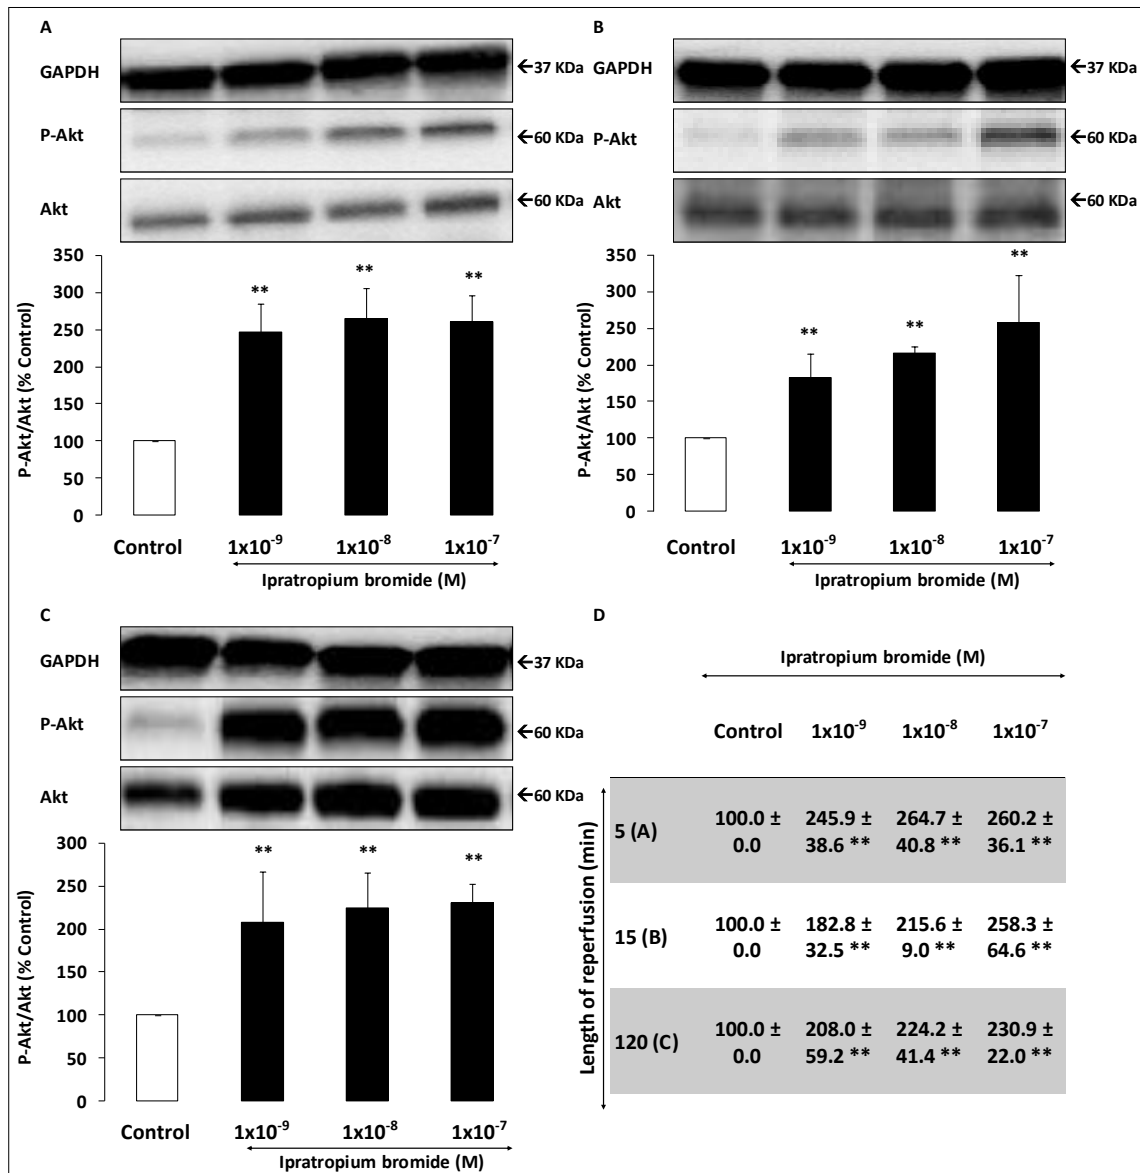 A
GAPDH
←37 KDa
P-Akt
←60 KDa
Akt
←60 KDa
P-Akt/Akt (% Control)
350
300
250
200
150
100
50
0
** ** **
Control 1x10⁻⁹ 1x10⁻⁸ 1x10⁻⁷
Ipratropium bromide (M)
B
GAPDH
←37 KDa
P-Akt
←60 KDa
Akt
←60 KDa
P-Akt/Akt (% Control)
350
300
250
200
150
100
50
0
** ** **
Control 1x10⁻⁹ 1x10⁻⁸ 1x10⁻⁷
Ipratropium bromide (M)
C
GAPDH
←37 KDa
P-Akt
←60 KDa
Akt
←60 KDa
P-Akt/Akt (% Control)
300
250
200
150
100
50
0
** ** **
Control 1x10⁻⁹ 1x10⁻⁸ 1x10⁻⁷
Ipratropium bromide (M)
D
Ipratropium bromide (M)
Control 1x10⁻⁹ 1x10⁻⁸ 1x10⁻⁷
Length of reperfusion (min)
5 (A)
100.0 ± 245.9 ± 264.7 ± 260.2 ±
0.0 38.6 ** 40.8 ** 36.1 **
15 (B)
100.0 ± 182.8 ± 215.6 ± 258.3 ±
0.0 32.5 ** 9.0 ** 64.6 **
120 (C)
100.0 ± 208.0 ± 224.2 ± 230.9 ±
0.0 59.2 ** 41.4 ** 22.0 **